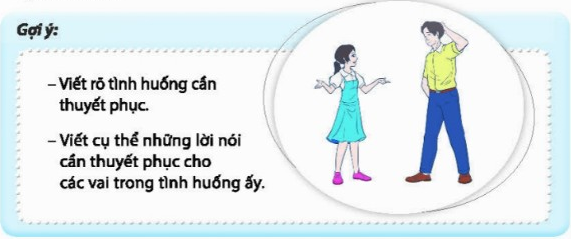 Gợi ý:
– Viết rõ tình huống cần
thuyết phục.
– Viết cụ thể những lời nói
cần thuyết phục cho
các vai trong tình huống ấy.